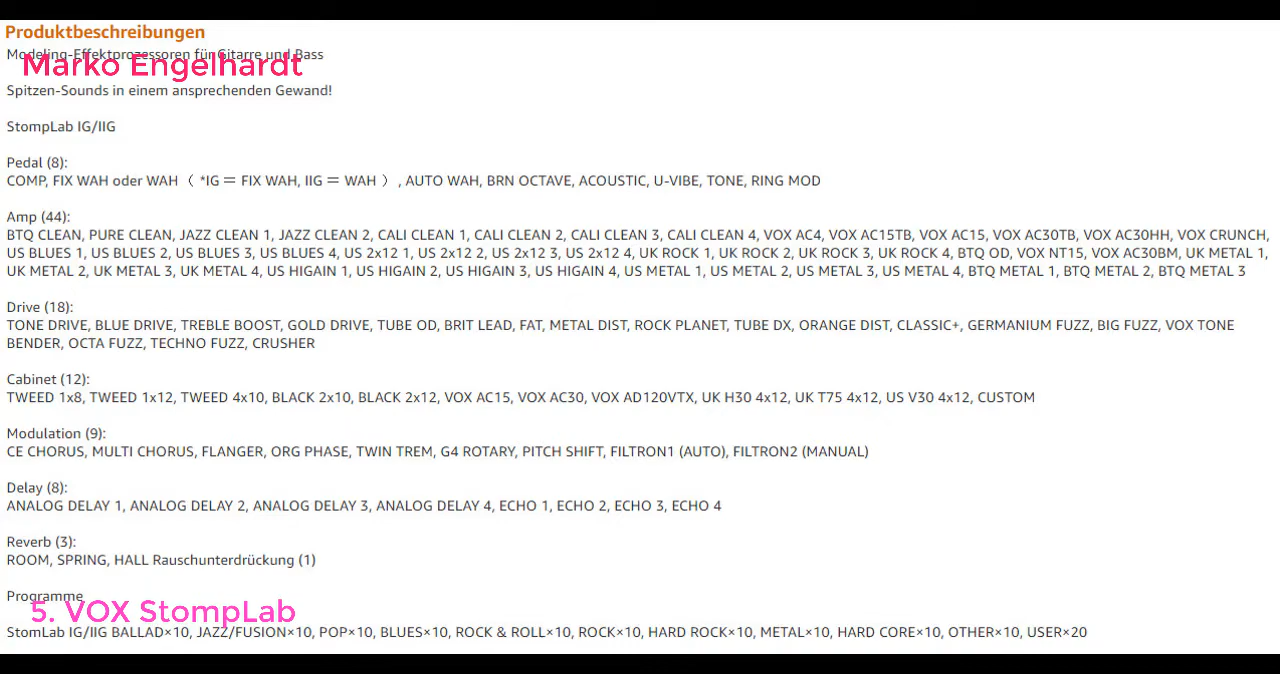 Produktbeschreibungen
Modeling-Effektprozessoren für Gitarre und Bass
Marko Engelhardt
Spitzen-Sounds in einem ansprechenden Gewand!
StompLab IG/IIG
Pedal (8):
COMP, FIX WAH oder WAH（ *IG＝FIX WAH, IIG＝WAH ）, AUTO WAH, BRN OCTAVE, ACOUSTIC, U-VIBE, TONE, RING MOD
Amp (44):
BTQ CLEAN, PURE CLEAN, JAZZ CLEAN 1, JAZZ CLEAN 2, CALI CLEAN 1, CALI CLEAN 2, CALI CLEAN 3, CALI CLEAN 4, VOX AC4, VOX AC15TB, VOX AC15, VOX AC30TB, VOX AC30HH, VOX CRUNCH,
US BLUES 1, US BLUES 2, US BLUES 3, US BLUES 4, US 2x12 1, US 2x12 2, US 2x12 3, US 2x12 4, UK ROCK 1, UK ROCK 2, UK ROCK 3, UK ROCK 4, BTQ OD, VOX NT15, VOX AC30BM, UK METAL 1,
UK METAL 2, UK METAL 3, UK METAL 4, US HIGAIN 1, US HIGAIN 2, US HIGAIN 3, US HIGAIN 4, US METAL 1, US METAL 2, US METAL 3, US METAL 4, BTQ METAL 1, BTQ METAL 2, BTQ METAL 3
Drive (18):
TONE DRIVE, BLUE DRIVE, TREBLE BOOST, GOLD DRIVE, TUBE OD, BRIT LEAD, FAT, METAL DIST, ROCK PLANET, TUBE DX, ORANGE DIST, CLASSIC+, GERMANIUM FUZZ, BIG FUZZ, VOX TONE
BENDER, OCTA FUZZ, TECHNO FUZZ, CRUSHER
Cabinet (12):
TWEED 1x8, TWEED 1x12, TWEED 4x10, BLACK 2x10, BLACK 2x12, VOX AC15, VOX AC30, VOX AD120VTX, UK H30 4x12, UK T75 4x12, US V30 4x12, CUSTOM
Modulation (9):
CE CHORUS, MULTI CHORUS, FLANGER, ORG PHASE, TWIN TREM, G4 ROTARY, PITCH SHIFT, FILTRON1 (AUTO), FILTRON2 (MANUAL)
Delay (8):
ANALOG DELAY 1, ANALOG DELAY 2, ANALOG DELAY 3, ANALOG DELAY 4, ECHO 1, ECHO 2, ECHO 3, ECHO 4
Reverb (3):
ROOM, SPRING, HALL Rauschunterdrückung (1)
Programme
5. VOX StompLab
StomLab IG/IIG BALLAD×10, JAZZ/FUSION×10, POP×10, BLUES×10, ROCK & ROLL×10, ROCK×10, HARD ROCK×10, METAL×10, HARD CORE×10, OTHER×10, USER×20